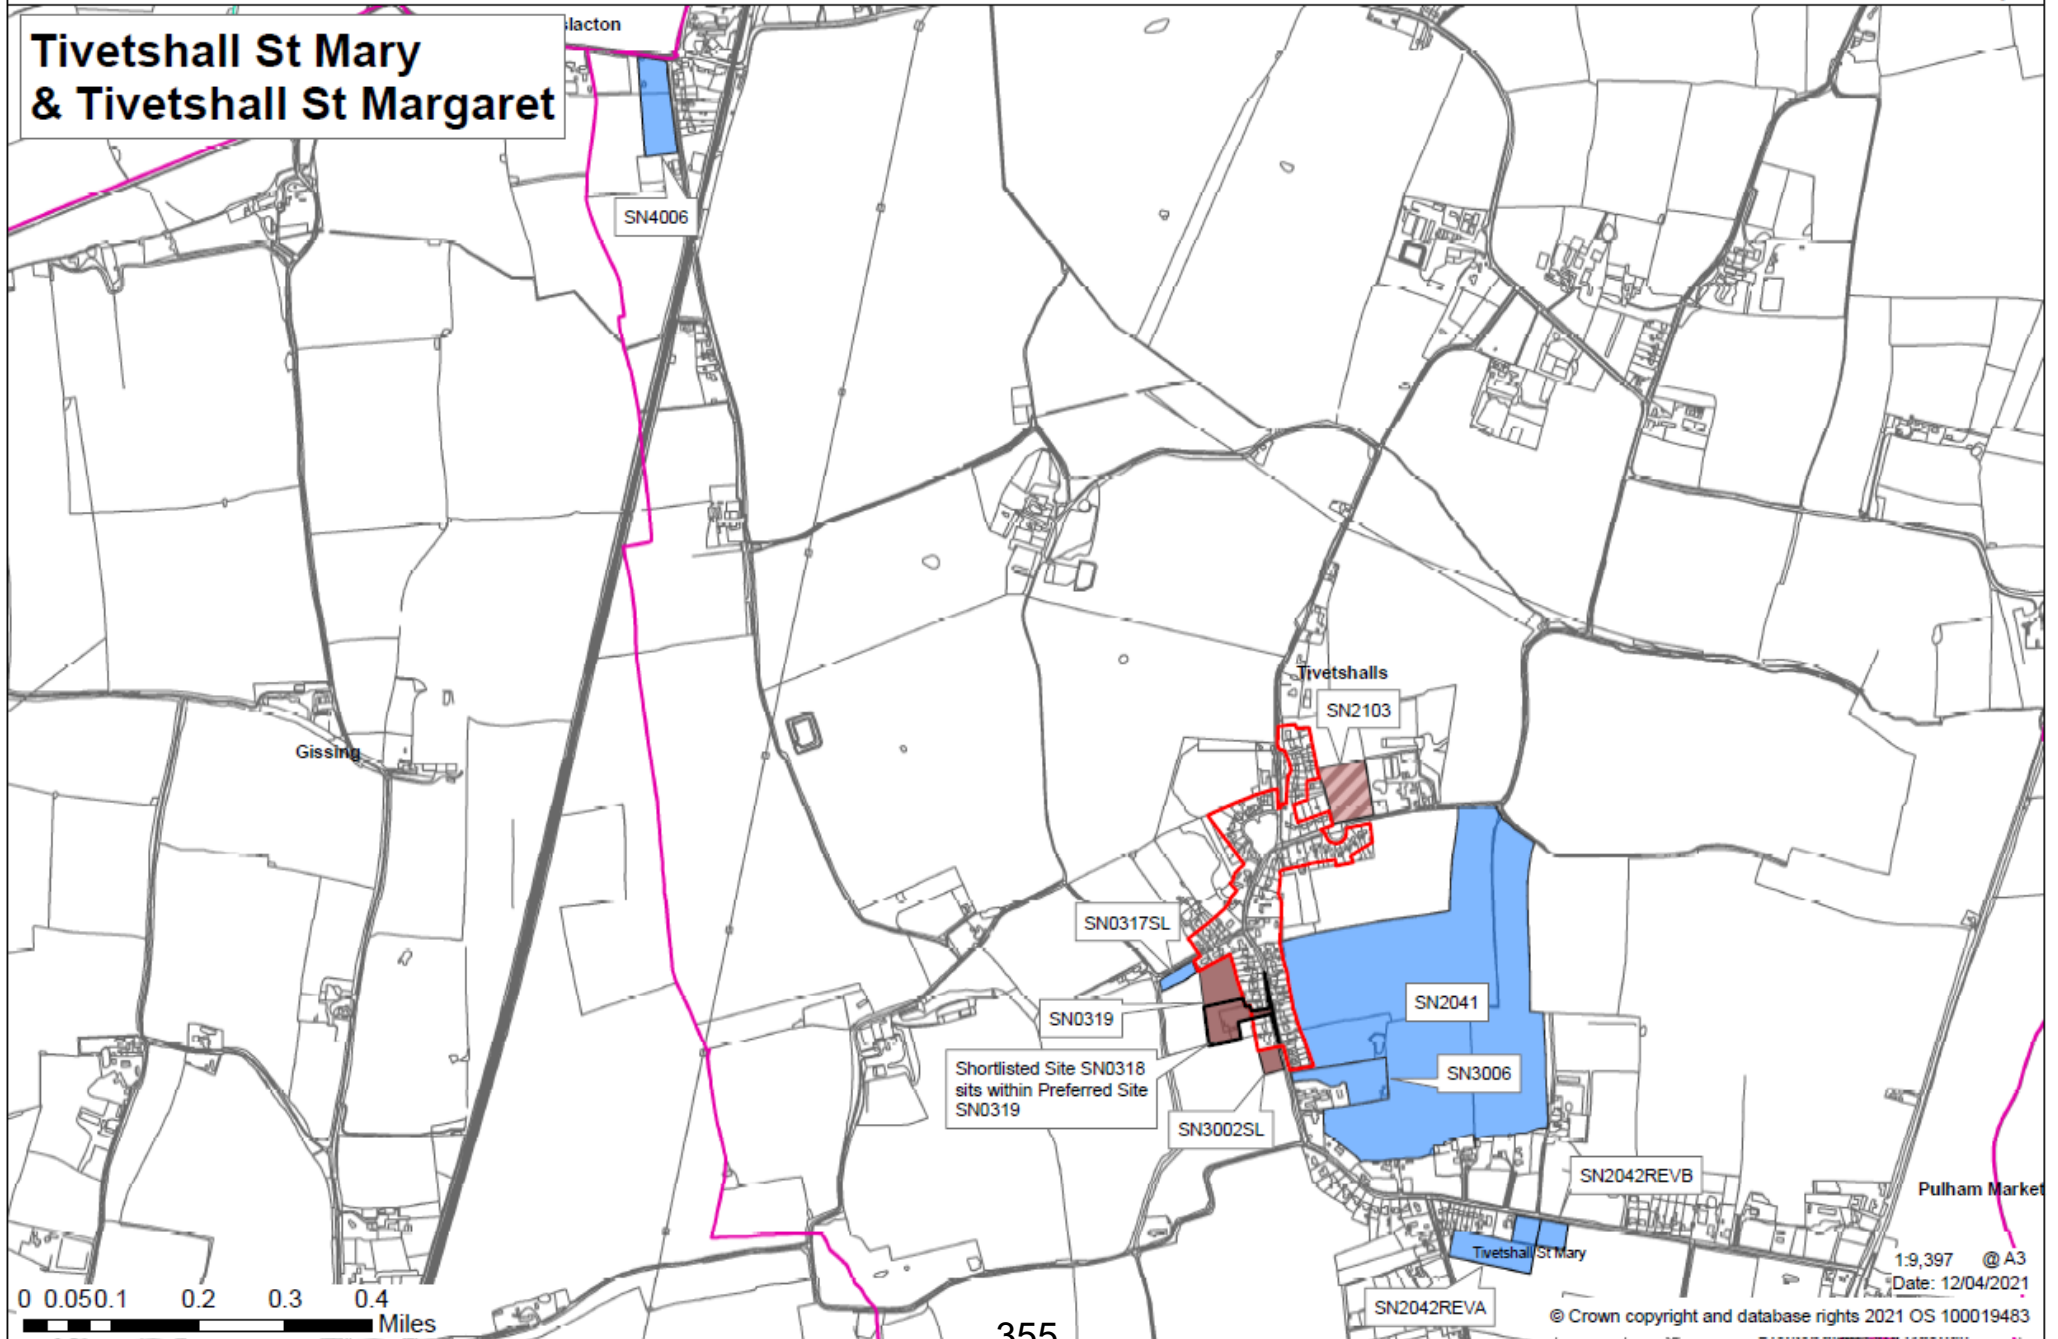 Tivetshall St Mary
& Tivetshall St Margaret
slacton
SN4006
Tivetshalls
SN2103
Gissing
SN0317SL
SN0319
SN2041
Shortlisted Site SN0318
sits within Preferred Site
SN0319
SN3006
SN3002SL
SN2042REVB
Pulham Market
Tivetshall St Mary
SN2042REVA
1:9,397 @ A3
Date: 12/04/2021
0 0.05 0.1 0.2 0.3 0.4
Miles
© Crown copyright and database rights 2021 OS 100019483
355